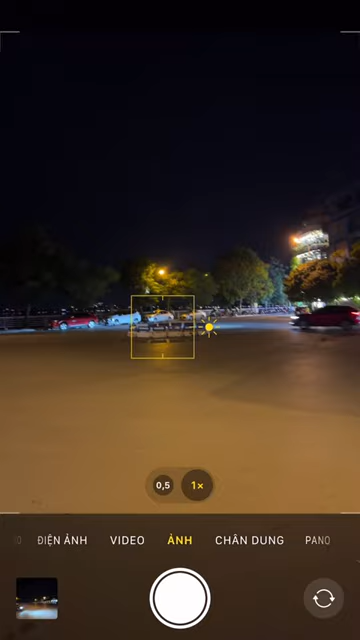 0,5 1×
ĐIỆN ẢNH VIDEO ẢNH CHÂN DUNG PANO